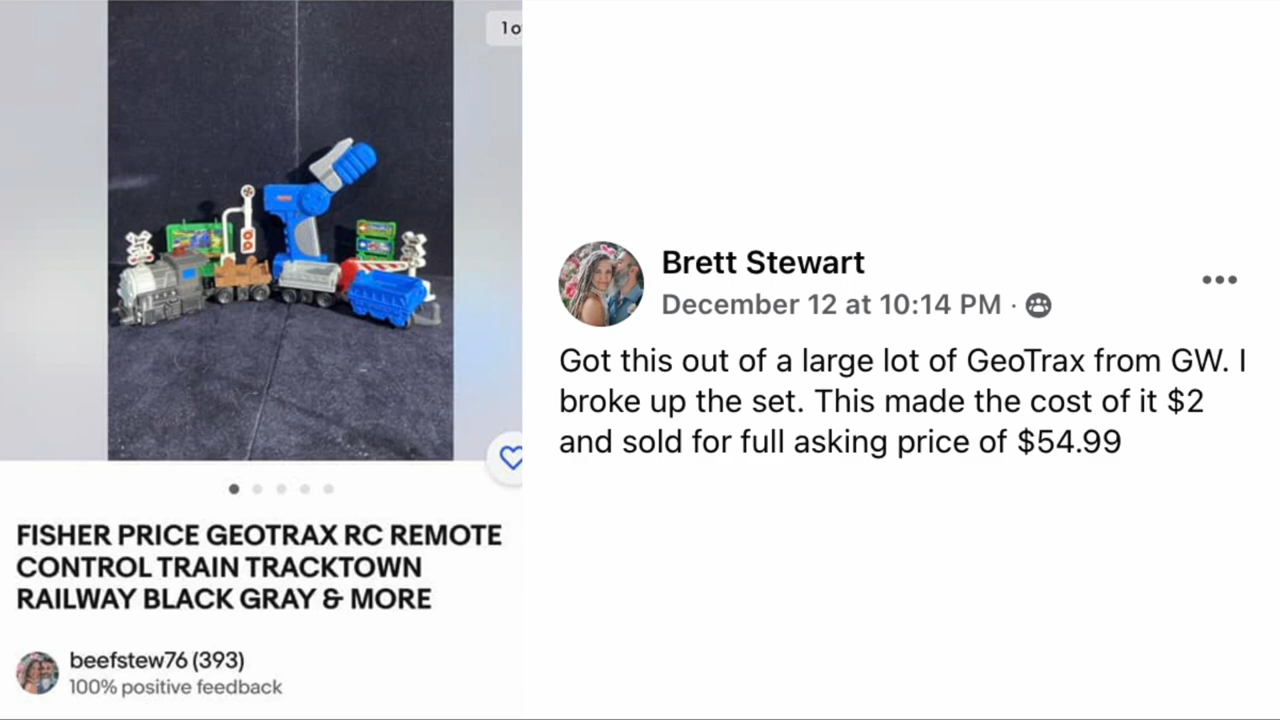 1 o
FISHER PRICE GEOTRAX RC REMOTE
CONTROL TRAIN TRACKTOWN
RAILWAY BLACK GRAY & MORE
beefstew76 (393)
100% positive feedback
Brett Stewart
December 12 at 10:14 PM ·
Got this out of a large lot of GeoTrax from GW. I
broke up the set. This made the cost of it $2
and sold for full asking price of $54.99